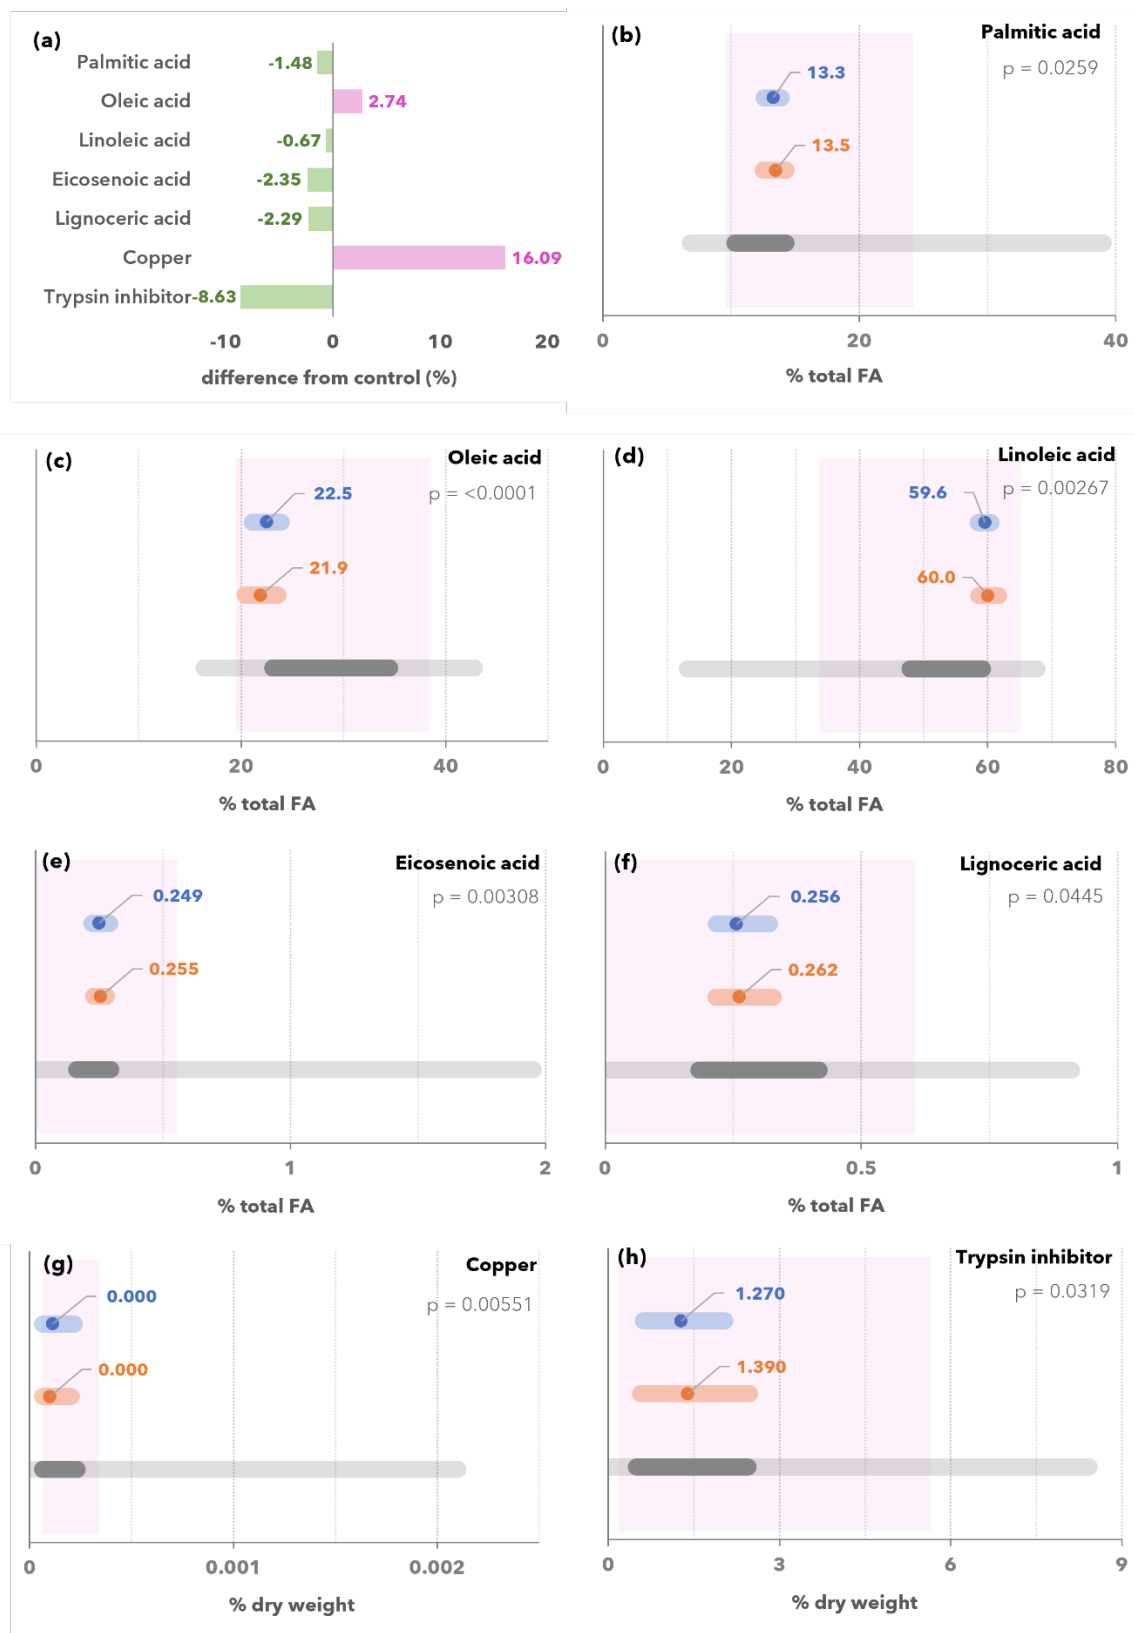 (a)
Palmitic acid -1.48
Oleic acid 2.74
Linoleic acid -0.67
Eicosenoic acid -2.35
Lignoceric acid -2.29
Copper 16.09
Trypsin inhibitor -8.63
-10 0 10 20
difference from control (%)
(b) Palmitic acid
p = 0.0259
13.3
13.5
0 20 40
% total FA
(c) Oleic acid
p = <0.0001
22.5
21.9
0 20 40
% total FA
(d) Linoleic acid
p = 0.00267
59.6
60.0
0 20 40 60 80
% total FA
(e) Eicosenoic acid
p = 0.00308
0.249
0.255
0 1 2
% total FA
(f) Lignoceric acid
p = 0.0445
0.256
0.262
0 0.5 1
% total FA
(g) Copper
p = 0.00551
0.000
0.000
0 0.001 0.002
% dry weight
(h) Trypsin inhibitor
p = 0.0319
1.270
1.390
0 3 6 9
% dry weight